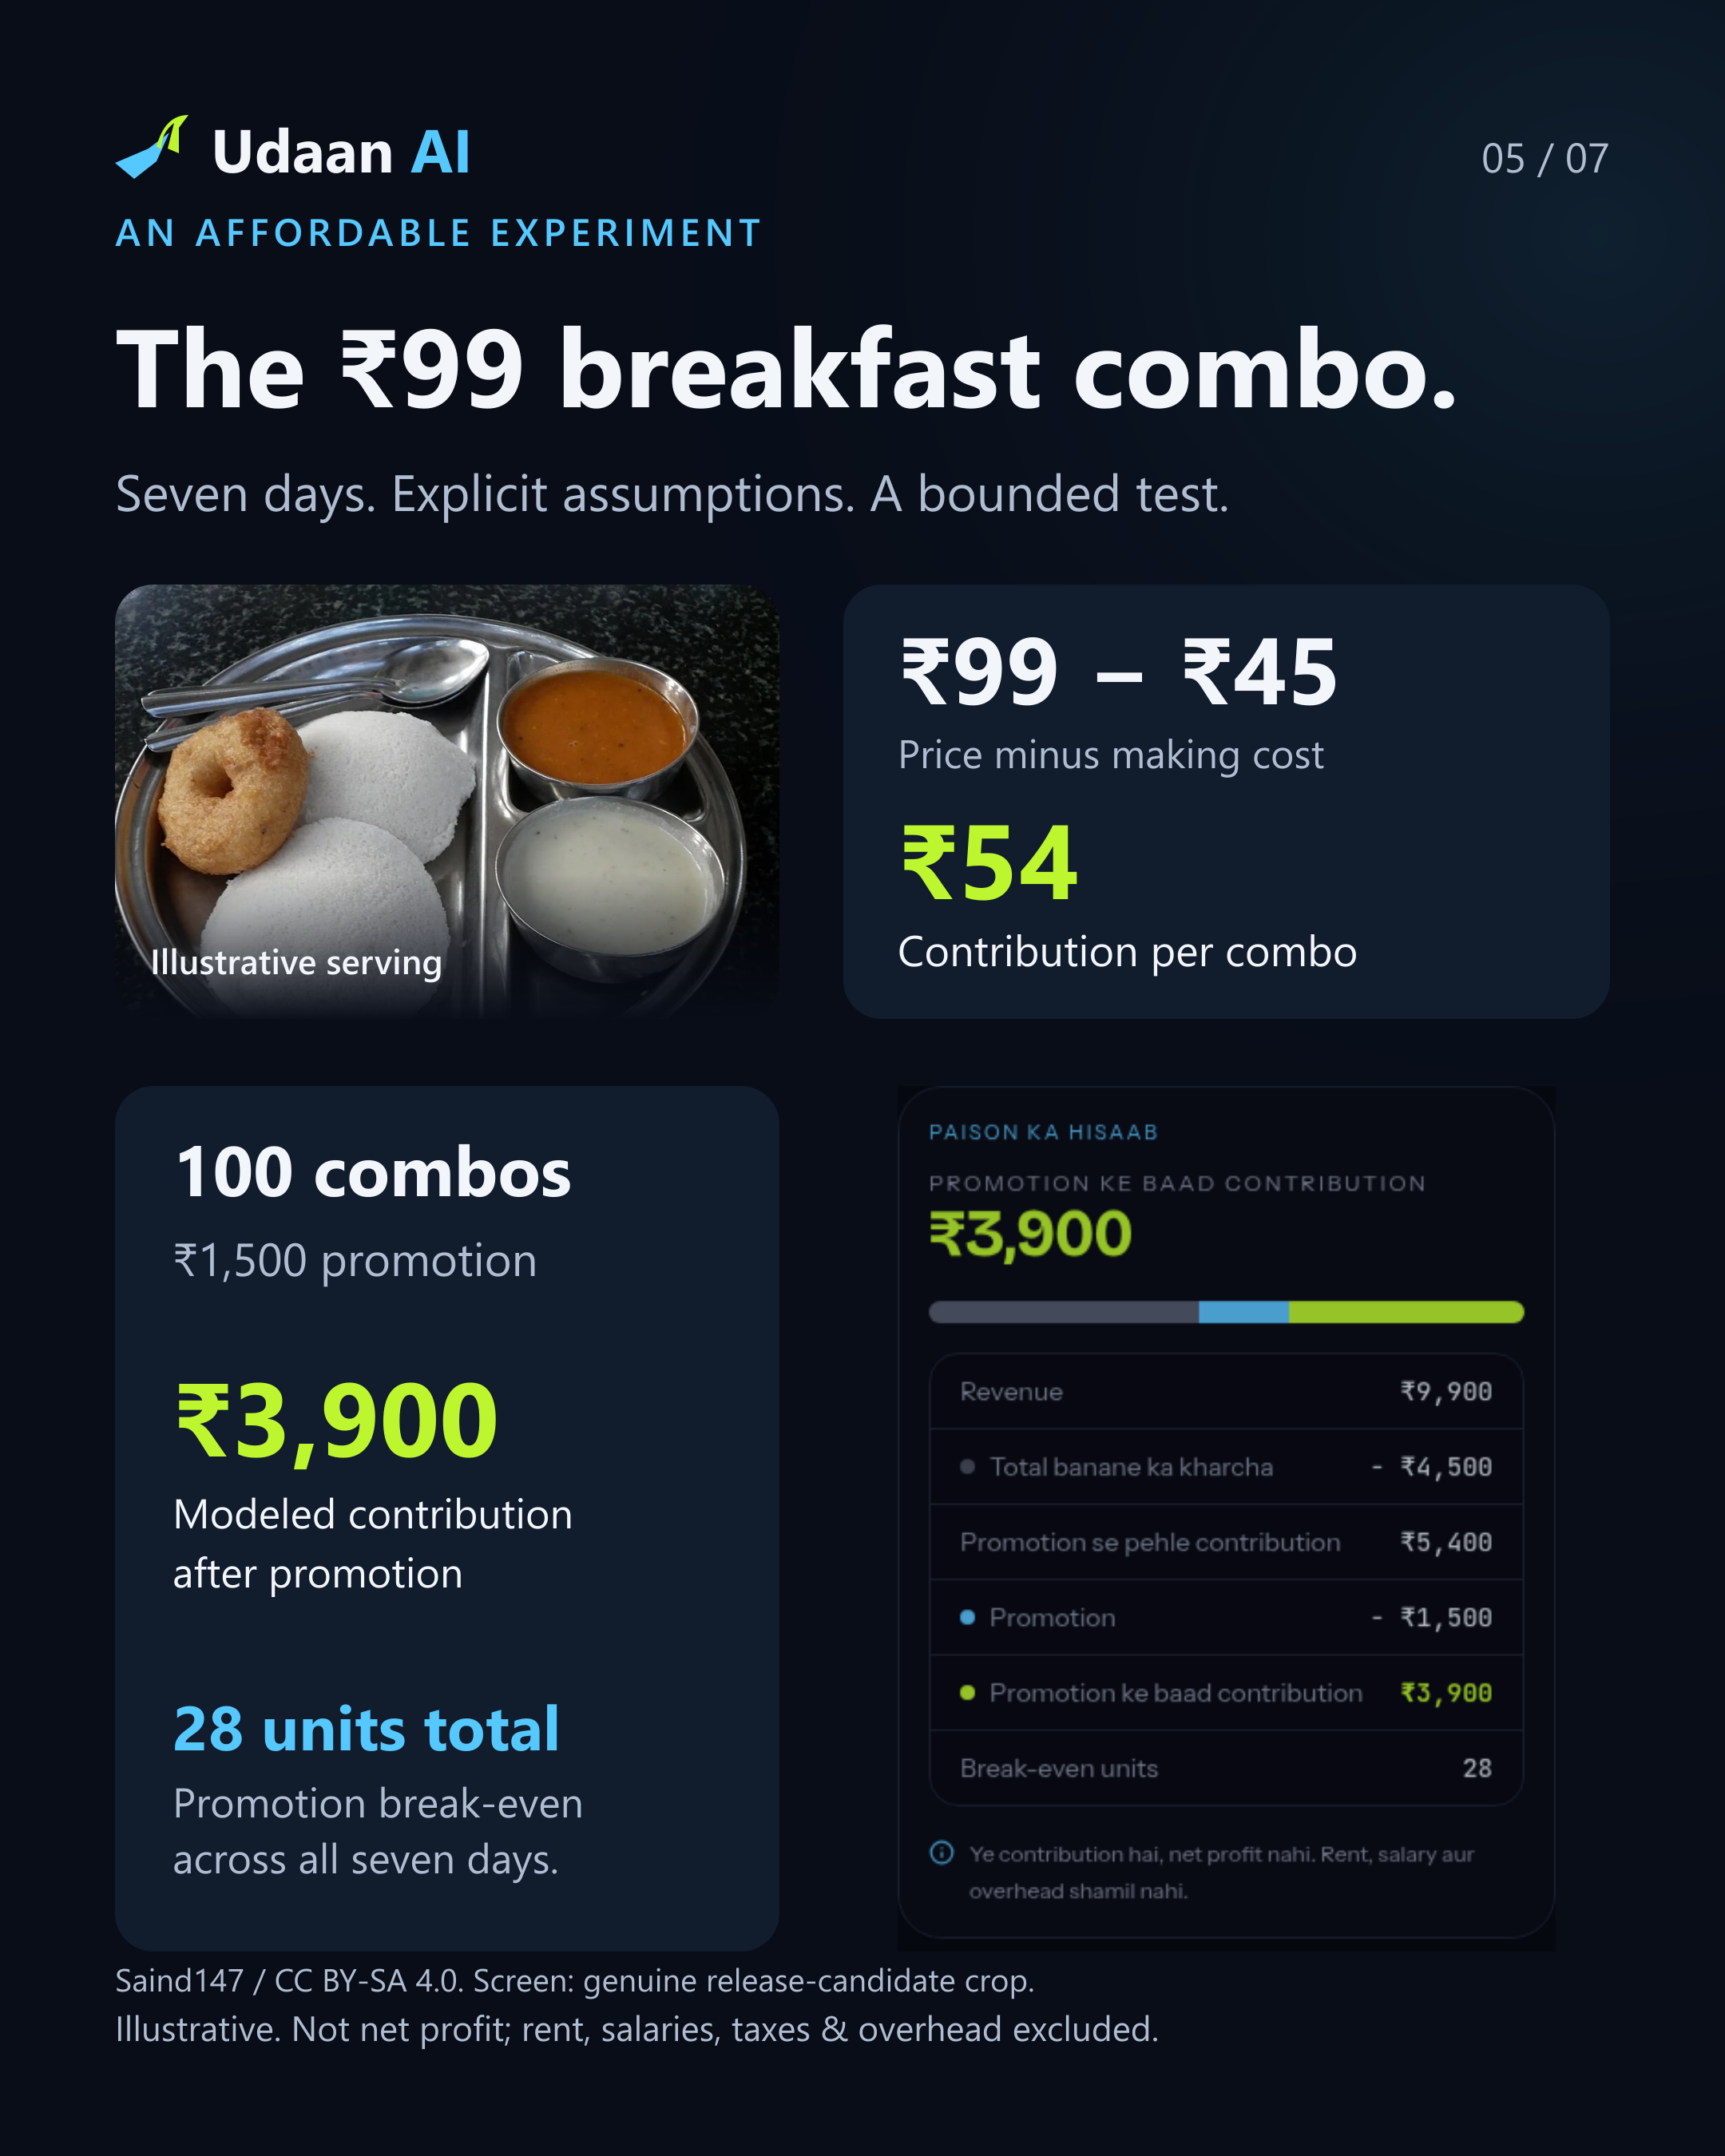 Udaan AI
05 / 07
AN AFFORDABLE EXPERIMENT
The ₹99 breakfast combo.
Seven days. Explicit assumptions. A bounded test.
Illustrative serving
₹99 – ₹45
Price minus making cost
₹54
Contribution per combo
100 combos
₹1,500 promotion
₹3,900
Modeled contribution
after promotion
28 units total
Promotion break-even
across all seven days.
PAISON KA HISAAB
PROMOTION KE BAAD CONTRIBUTION
₹3,900
Revenue ₹9,900
Total banane ka kharcha - ₹4,500
Promotion se pehle contribution ₹5,400
Promotion - ₹1,500
Promotion ke baad contribution ₹3,900
Break-even units 28
Ye contribution hai, net profit nahi. Rent, salary aur
overhead shamil nahi.
Saind147 / CC BY-SA 4.0. Screen: genuine release-candidate crop.
Illustrative. Not net profit; rent, salaries, taxes & overhead excluded.